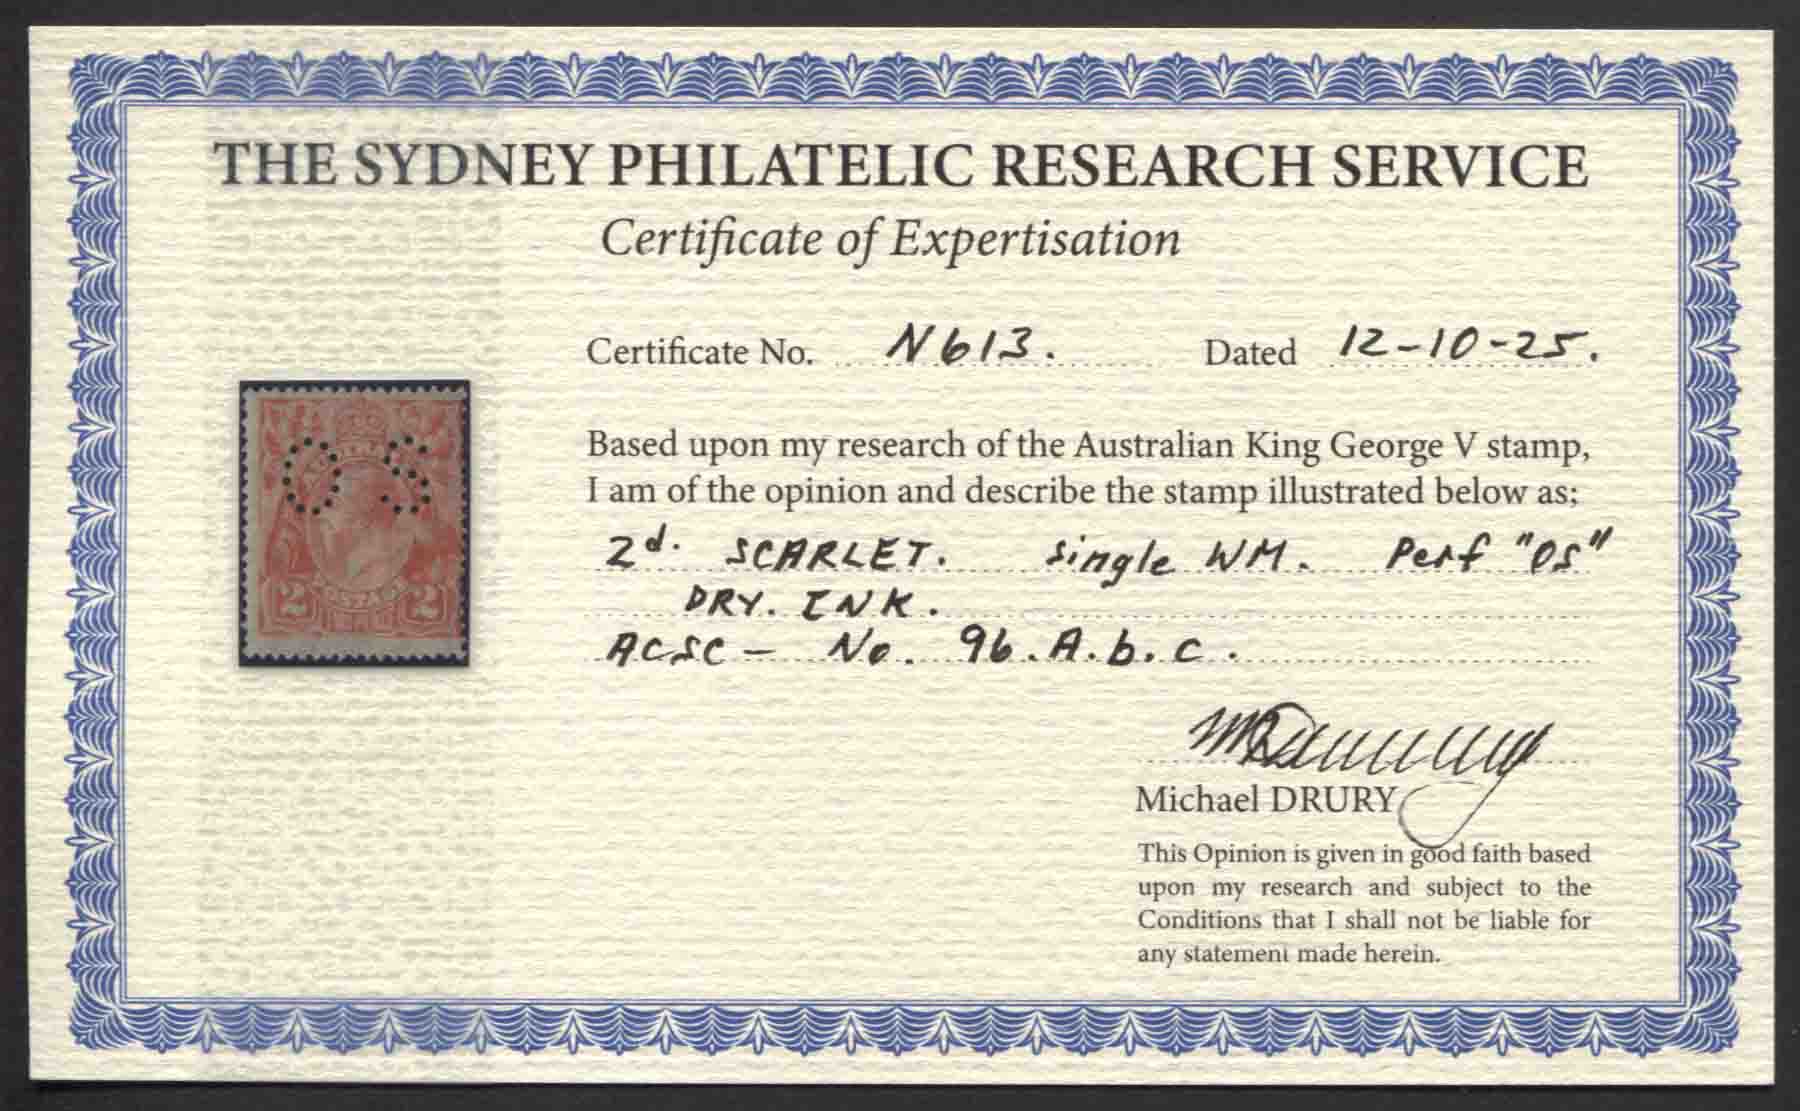 THE SYDNEY PHILATELIC RESEARCH SERVICE
Certificate of Expertisation
Certificate No. N613. Dated 12-10-25.
Based upon my research of the Australian King George V stamp,
I am of the opinion and describe the stamp illustrated below as;
2d. SCARLET. Single WM. Perf "OS"
DRY. INK.
ACSC - No. 96.A.b.c.
OS
2 2
Michael DRURY
This Opinion is given in good faith based
upon my research and subject to the
Conditions that I shall not be liable for
any statement made herein.